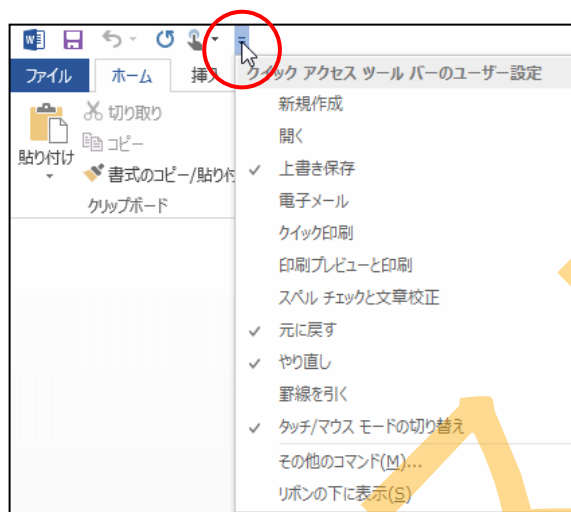 ファイル ホーム 挿入
クイック アクセス ツール バーのユーザー設定
新規作成
開く
上書き保存
電子メール
クイック印刷
印刷プレビューと印刷
スペル チェックと文章校正
元に戻す
やり直し
罫線を引く
タッチ/マウス モードの切り替え
その他のコマンド(M)...
リボンの下に表示(S)
切り取り
コピー
貼り付け
書式のコピー/貼り付
クリップボード